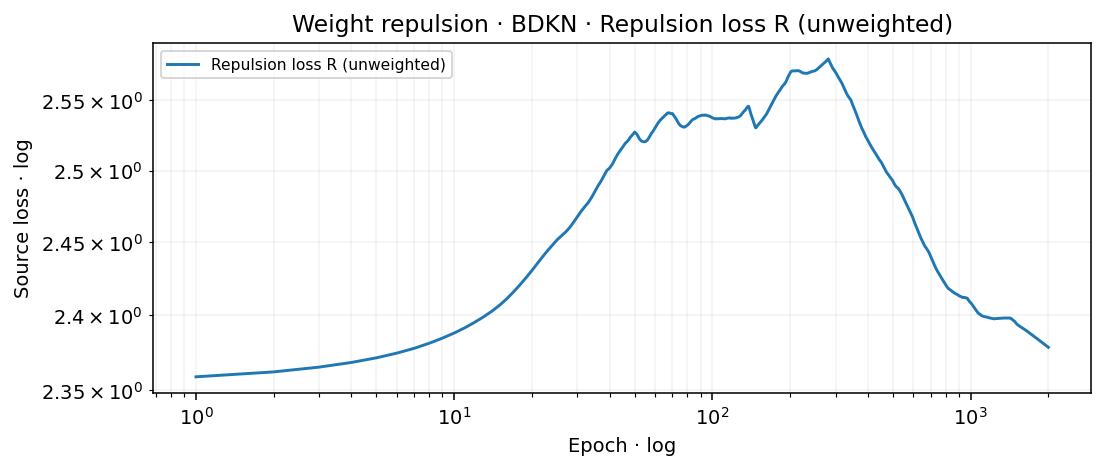 Weight repulsion · BDKN · Repulsion loss R (unweighted)
Repulsion loss R (unweighted)
Source loss · log
2.55 × 10⁰
2.5 × 10⁰
2.45 × 10⁰
2.4 × 10⁰
2.35 × 10⁰
10⁰ 10¹ 10² 10³
Epoch · log